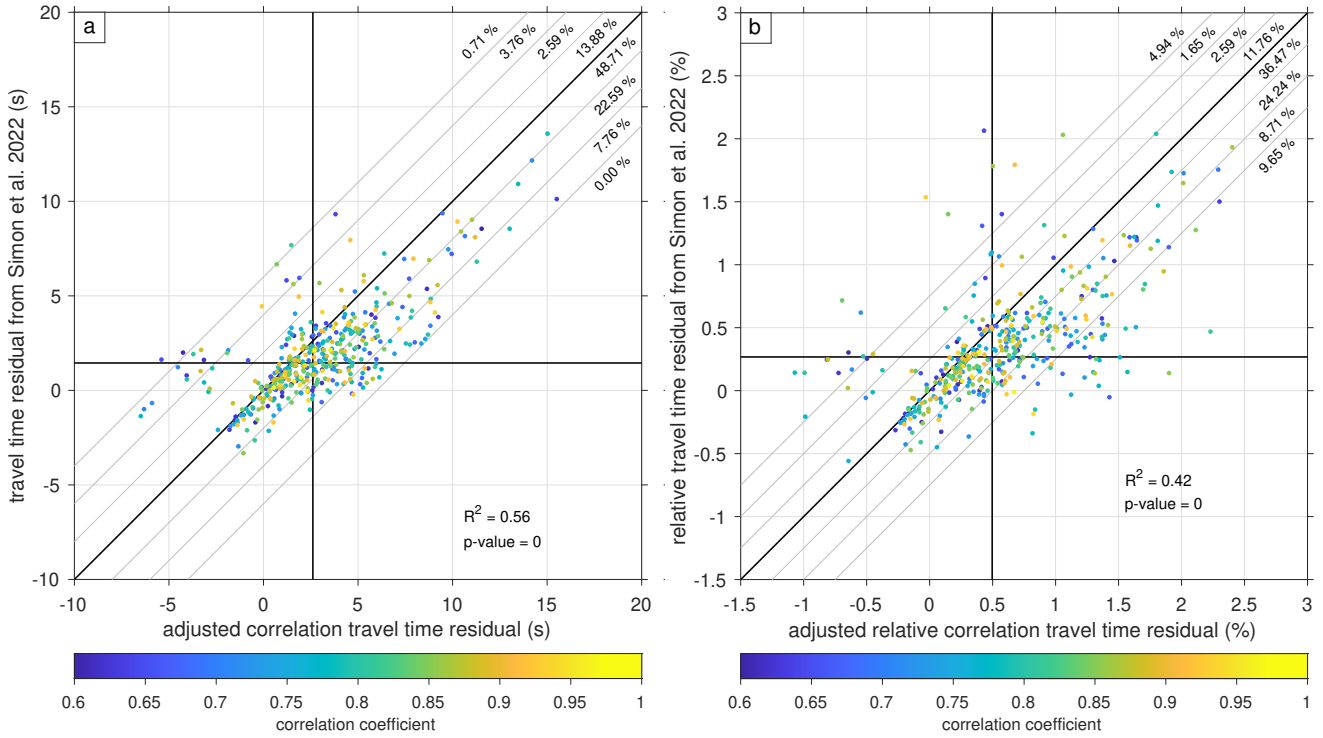 a
20
15
10
5
0
-5
-10
travel time residual from Simon et al. 2022 (s)
0.71 %
3.76 %
2.59 %
13.88 %
48.71 %
22.59 %
7.76 %
0.00 %
R² = 0.56
p-value = 0
-10 -5 0 5 10 15 20
adjusted correlation travel time residual (s)
0.6 0.65 0.7 0.75 0.8 0.85 0.9 0.95 1
correlation coefficient
b
3
2.5
2
1.5
1
0.5
0
-0.5
-1
-1.5
relative travel time residual from Simon et al. 2022 (%)
4.94 %
1.65 %
2.59 %
11.76 %
36.47 %
24.24 %
8.71 %
9.65 %
R² = 0.42
p-value = 0
-1.5 -1 -0.5 0 0.5 1 1.5 2 2.5 3
adjusted relative correlation travel time residual (%)
0.6 0.65 0.7 0.75 0.8 0.85 0.9 0.95 1
correlation coefficient